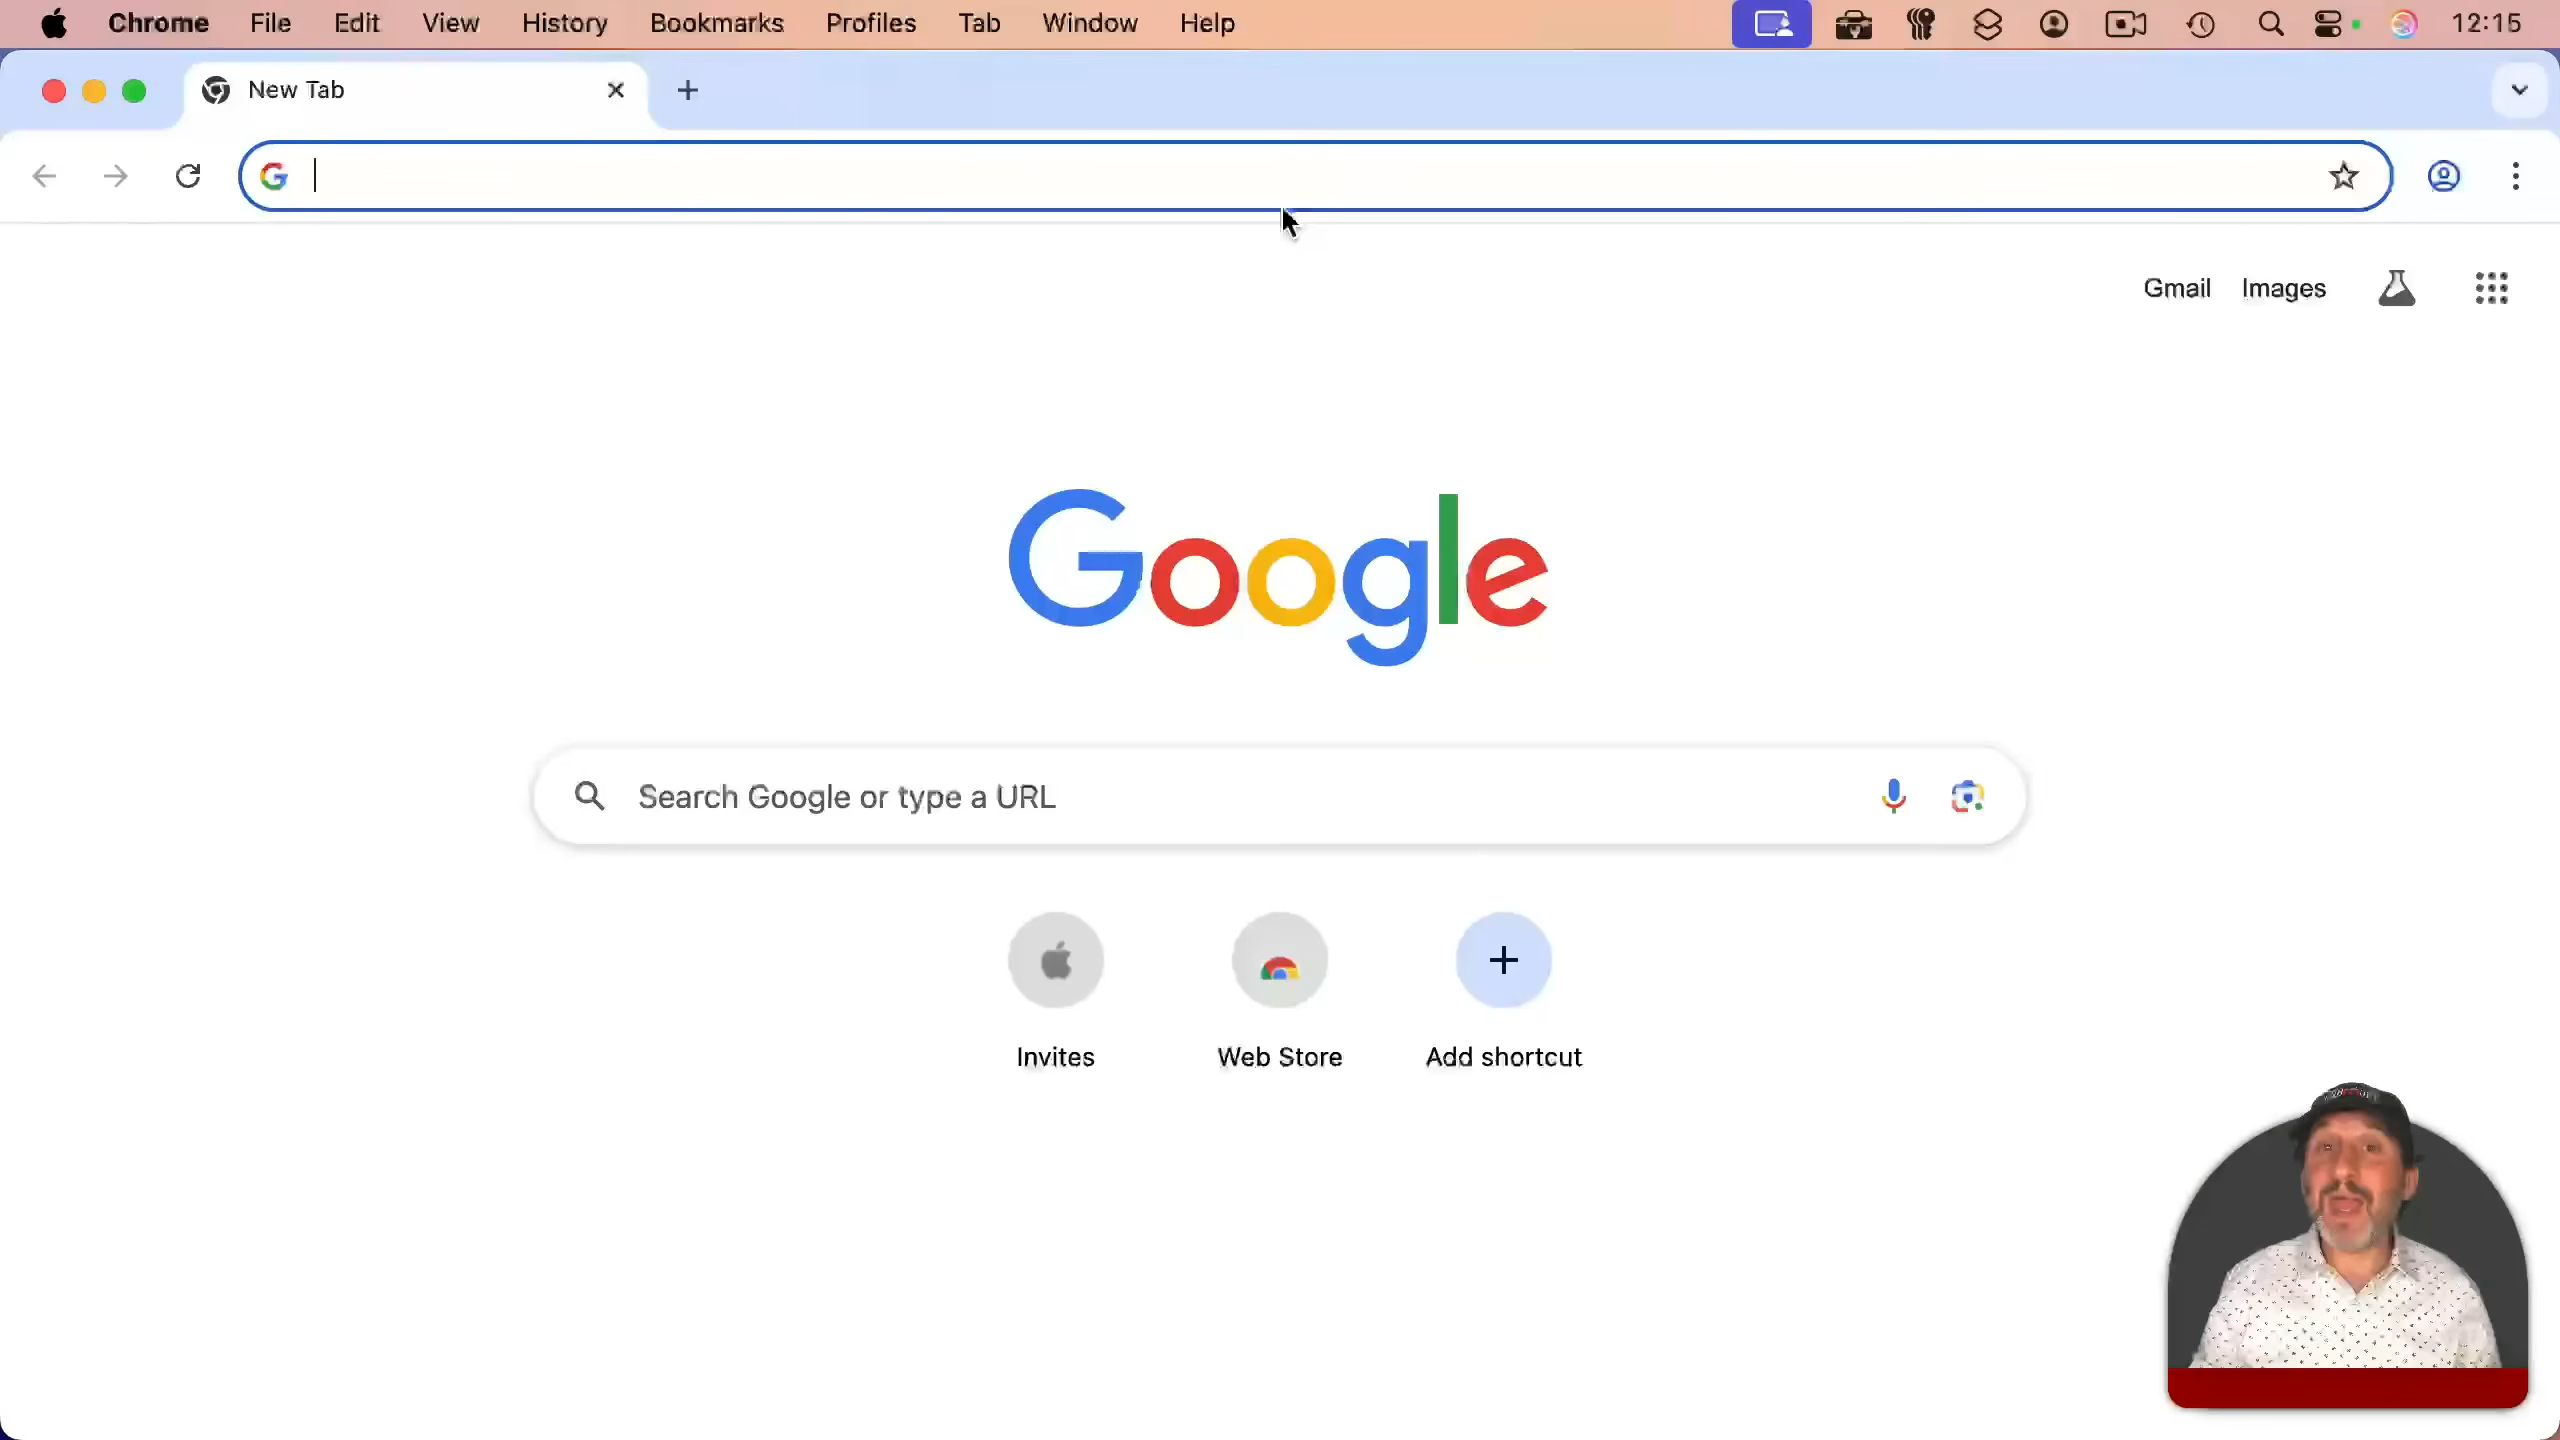 Chrome File Edit View History Bookmarks Profiles Tab Window Help 12:15
New Tab
Gmail Images
Google
Search Google or type a URL
Invites Web Store Add shortcut